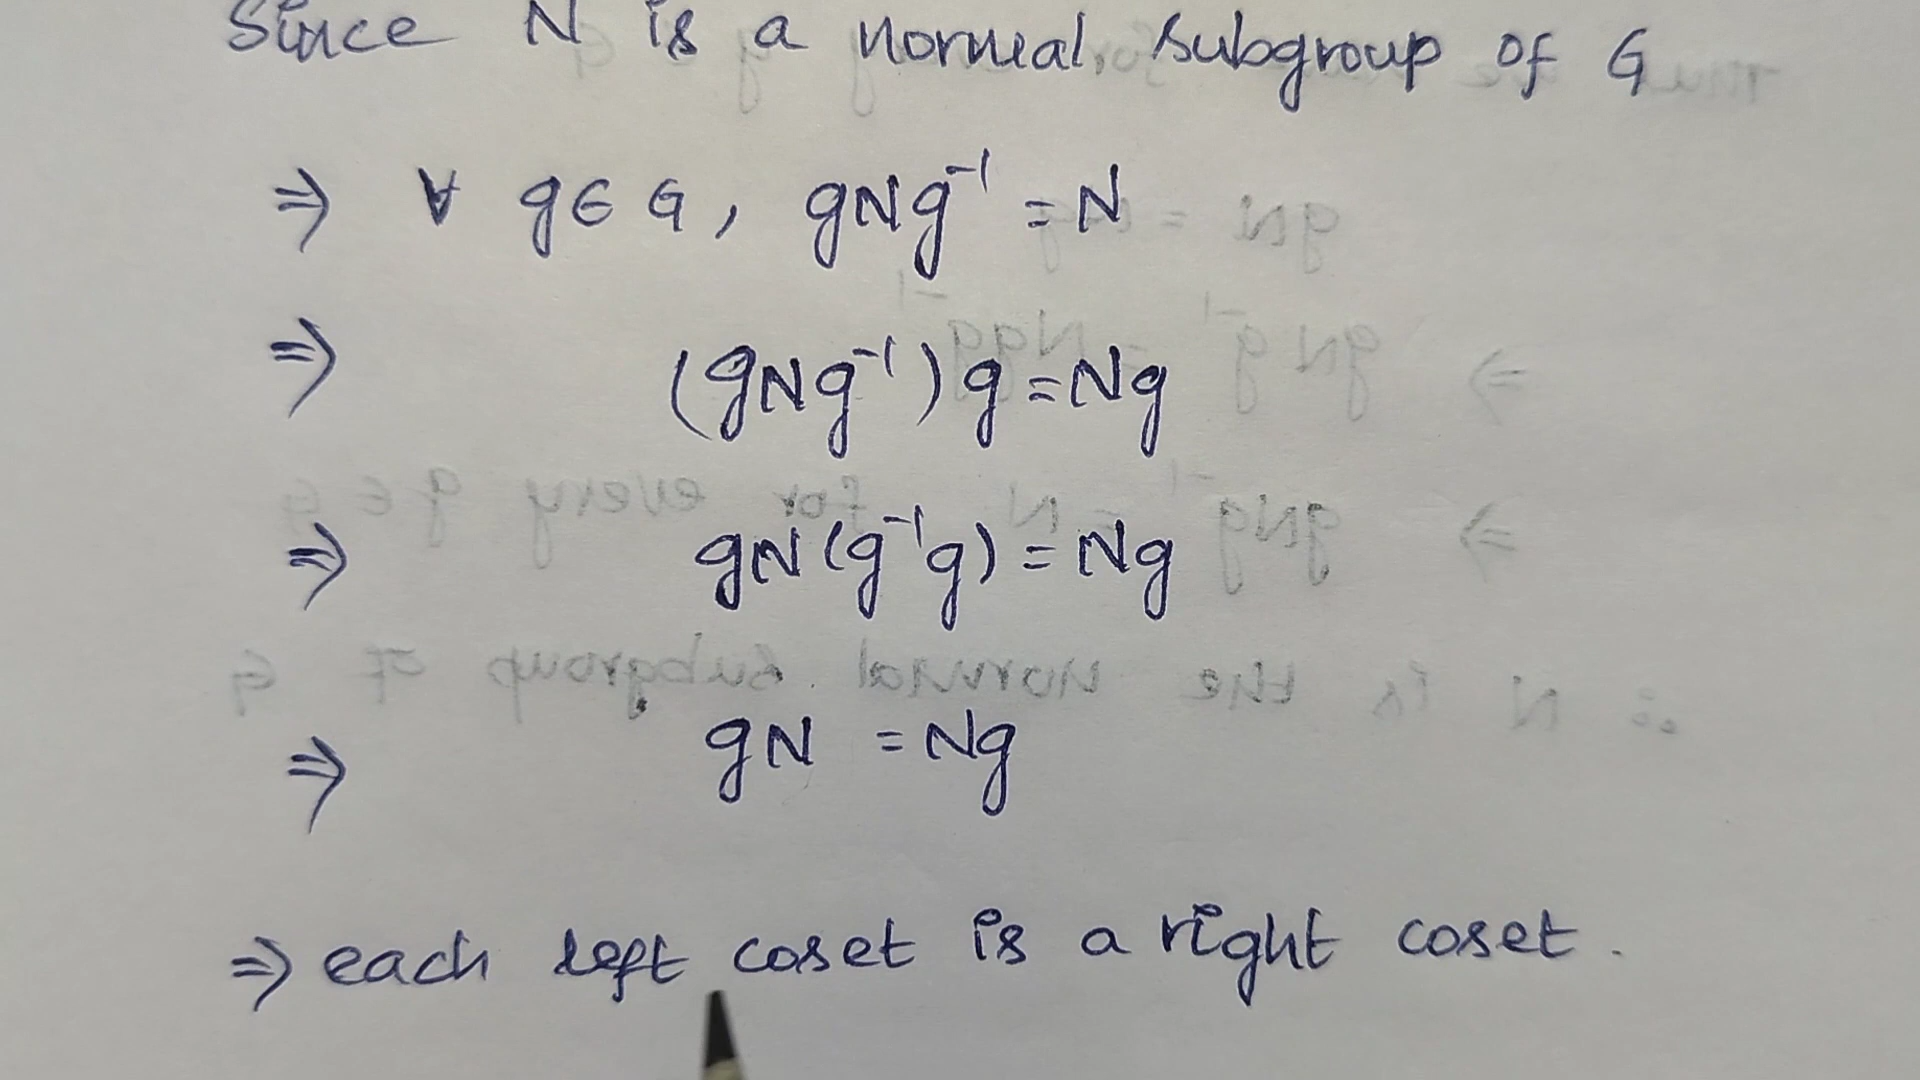 Since N is a normal subgroup of G
⇒ ∀ g∈G, gNg⁻¹ = N
⇒ (gNg⁻¹)g = Ng
⇒ gN(g⁻¹g) = Ng
⇒ gN = Ng
⇒ each left coset is a right coset.